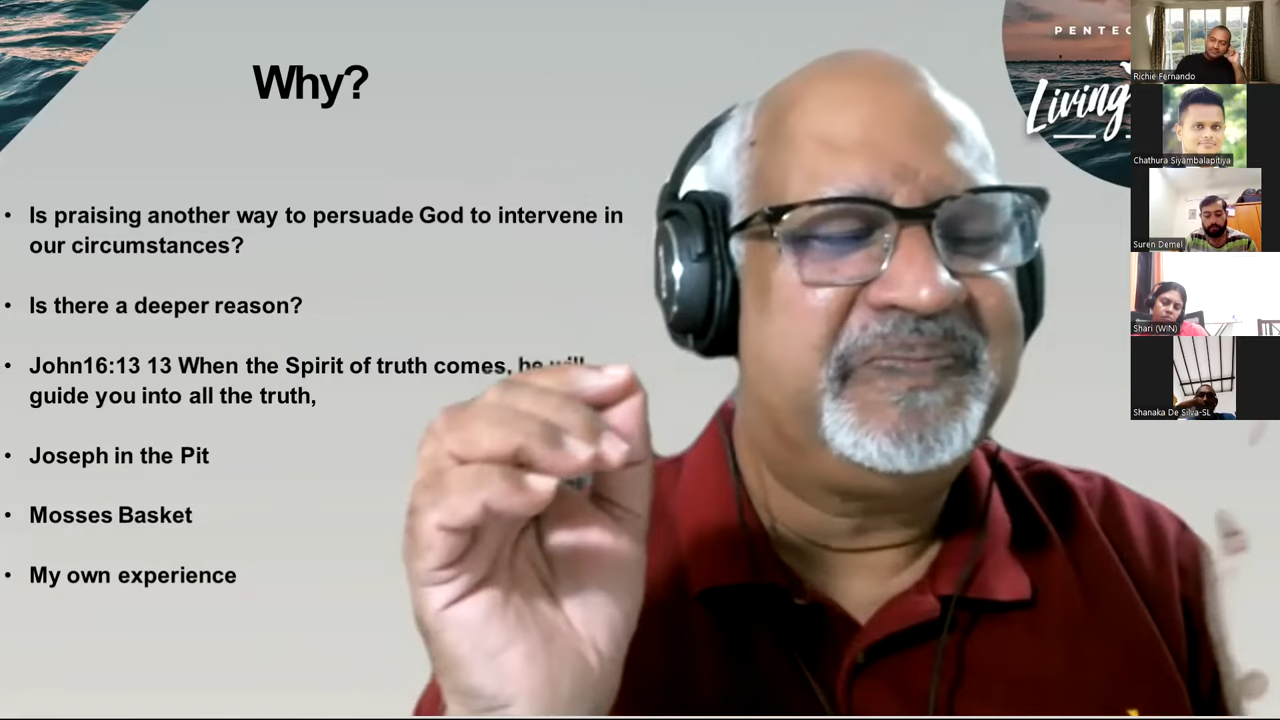 Why?
PENTEC
Living
• Is praising another way to persuade God to intervene in
our circumstances?
• Is there a deeper reason?
• John16:13 13 When the Spirit of truth comes, he will
guide you into all the truth,
• Joseph in the Pit
• Mosses Basket
• My own experience
Richie Fernando
Chathura Siyambalapitiya
Suren Demel
Shari (WIN)
Shanaka De Silva-SL